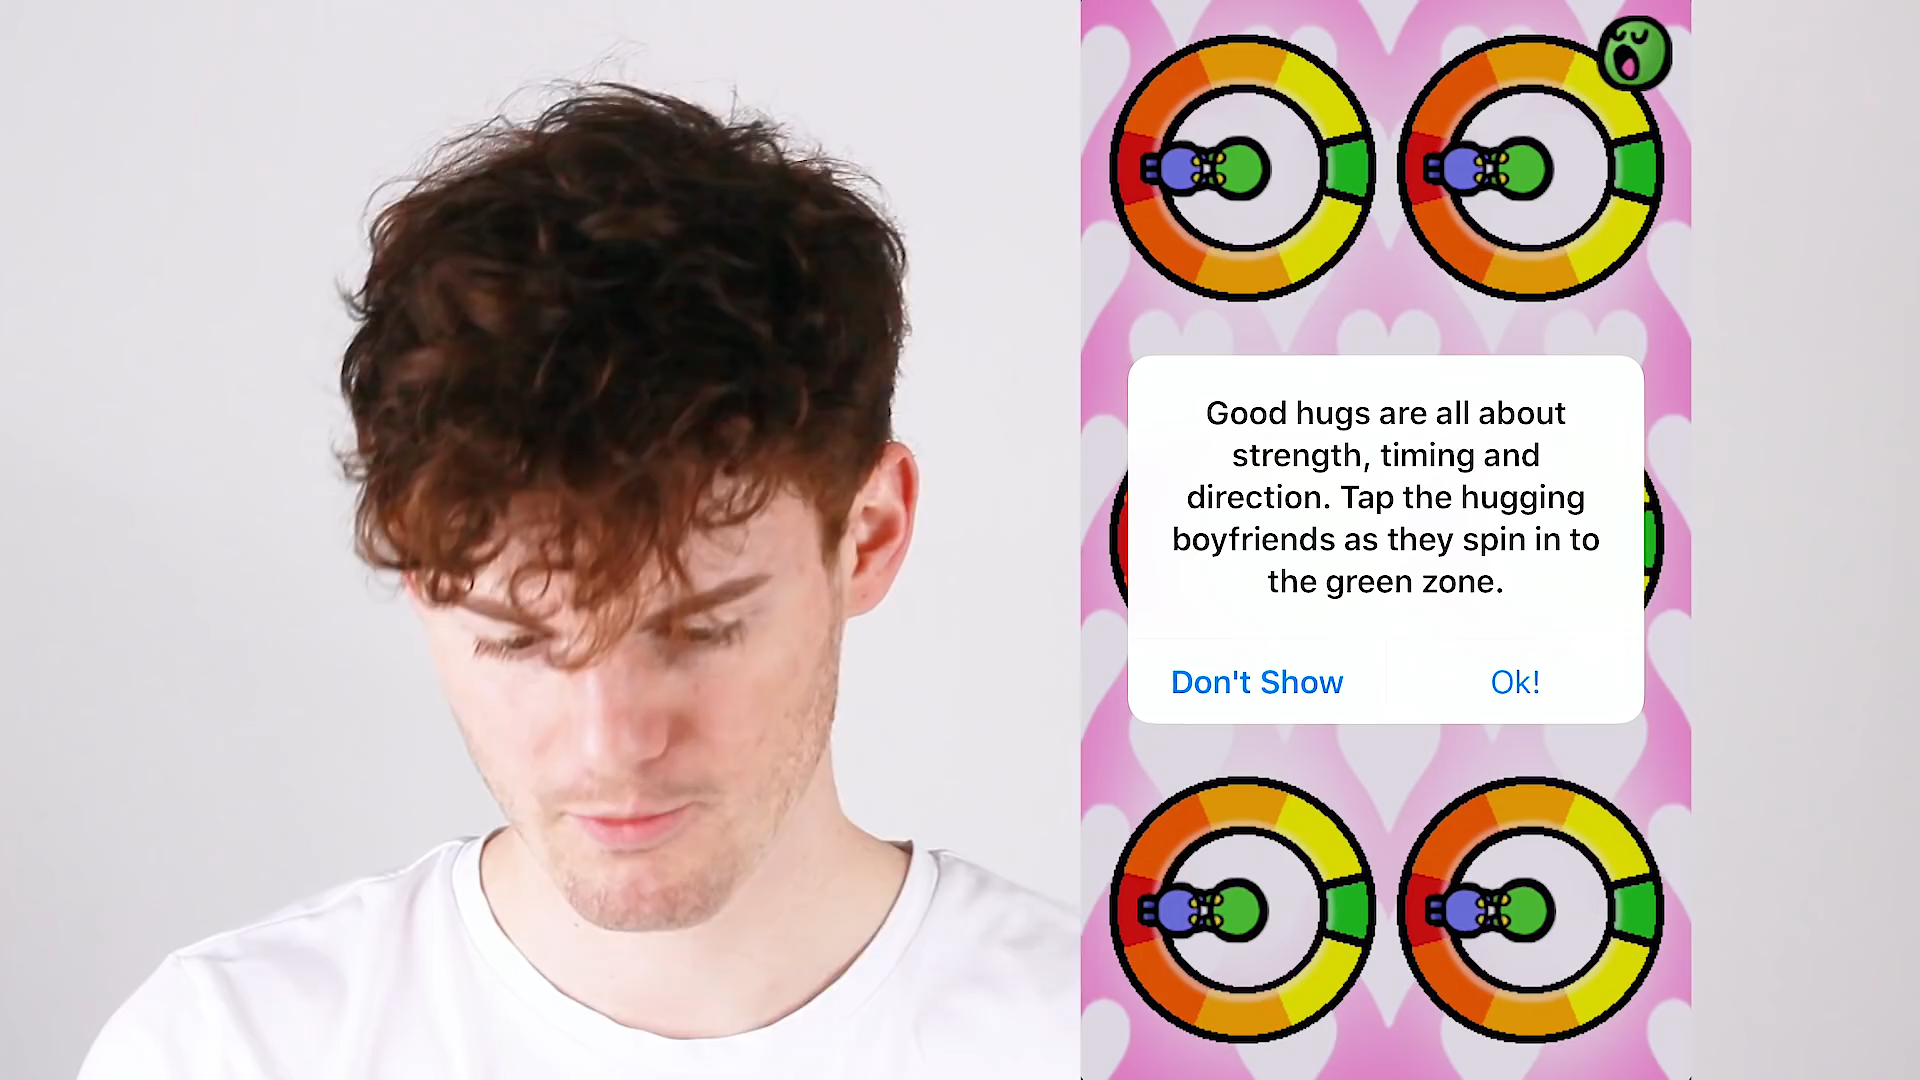 Good hugs are all about
strength, timing and
direction. Tap the hugging
boyfriends as they spin in to
the green zone.
Don't Show
Ok!